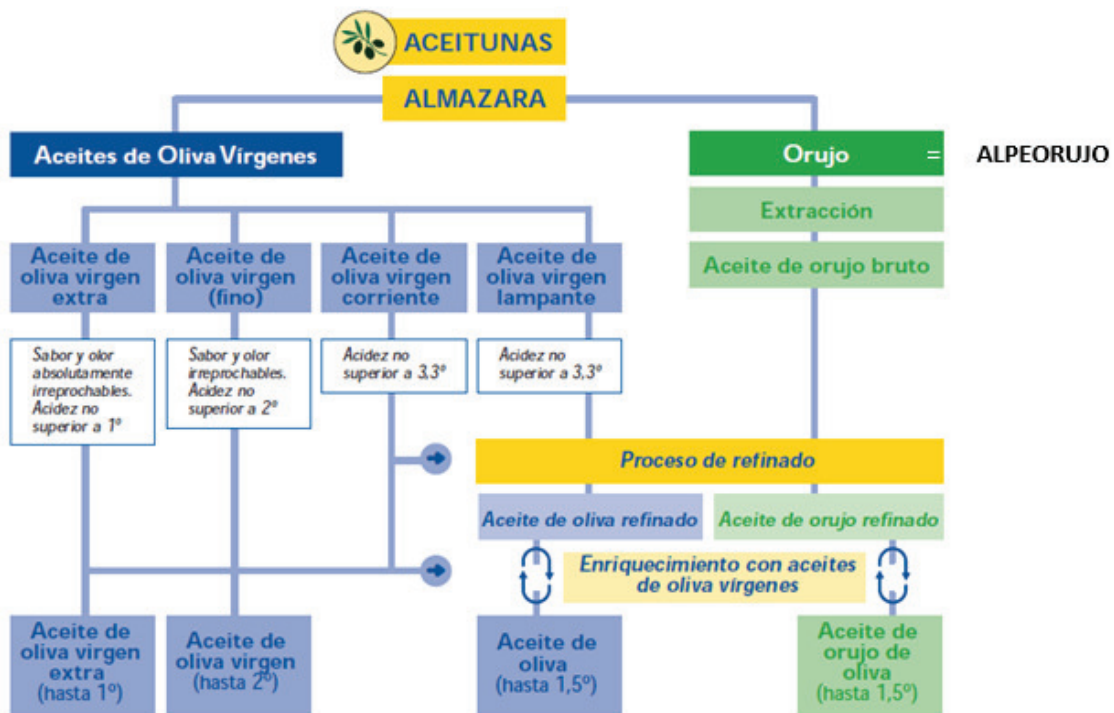 ACEITUNAS
ALMAZARA
Aceites de Oliva Vírgenes
Orujo =
ALPEORUJO
Extracción
Aceite de orujo bruto
Aceite de
oliva virgen
extra
Aceite de
oliva virgen
(fino)
Aceite de
oliva virgen
corriente
Aceite de
oliva virgen
lampante
Sabor y olor
absolutamente
irreprochables.
Acidez no
superior a 1º
Sabor y olor
irreprochables.
Acidez no
superior a 2º
Acidez no
superior a 3,3º
Acidez no
superior a 3,3º
Proceso de refinado
Aceite de oliva refinado
Aceite de orujo refinado
Enriquecimiento con aceites
de oliva vírgenes
Aceite de
oliva virgen
extra
(hasta 1º)
Aceite de
oliva virgen
(hasta 2º)
Aceite de
oliva
(hasta 1,5º)
Aceite de
orujo de
oliva
(hasta 1,5º)